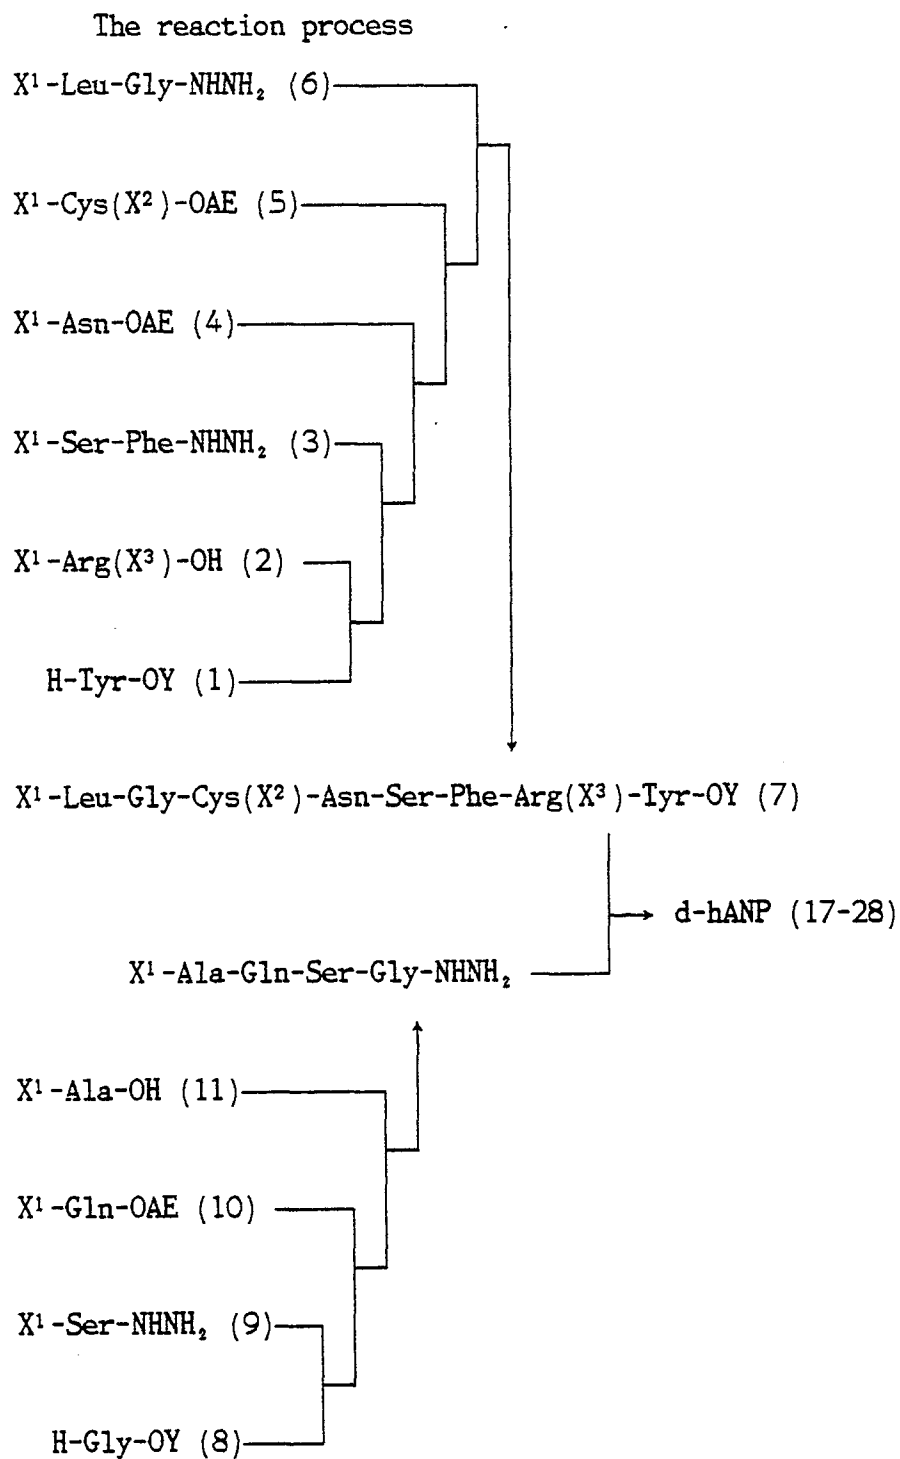 The reaction process
X¹-Leu-Gly-NHNH₂ (6)
X¹-Cys(X²)-OAE (5)
X¹-Asn-OAE (4)
X¹-Ser-Phe-NHNH₂ (3)
X¹-Arg(X³)-OH (2)
H-Tyr-OY (1)
X¹-Leu-Gly-Cys(X²)-Asn-Ser-Phe-Arg(X³)-Tyr-OY (7)
d-hANP (17-28)
X¹-Ala-Gln-Ser-Gly-NHNH₂
X¹-Ala-OH (11)
X¹-Gln-OAE (10)
X¹-Ser-NHNH₂ (9)
H-Gly-OY (8)